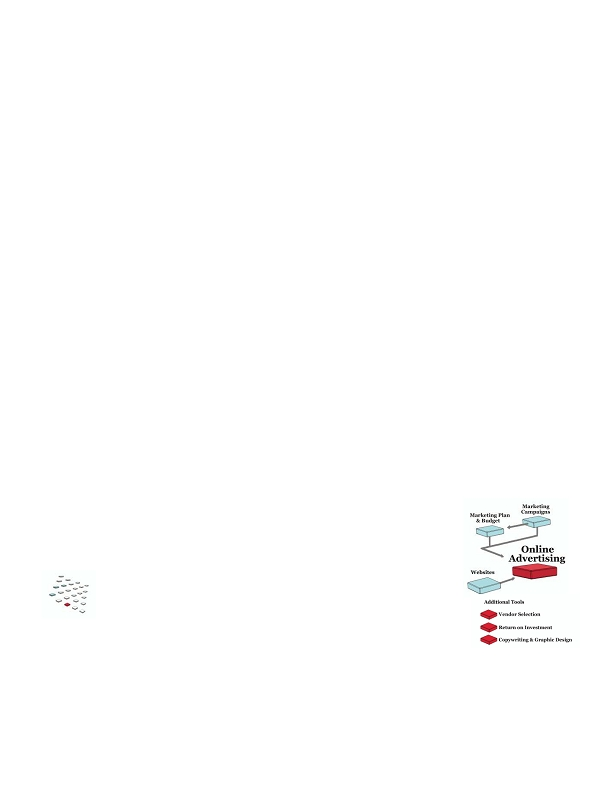 Marketing
Campaigns
Marketing Plan
& Budget
Online
Advertising
Websites
Additional Tools
Vendor Selection
Return on Investment
Copywriting & Graphic Design